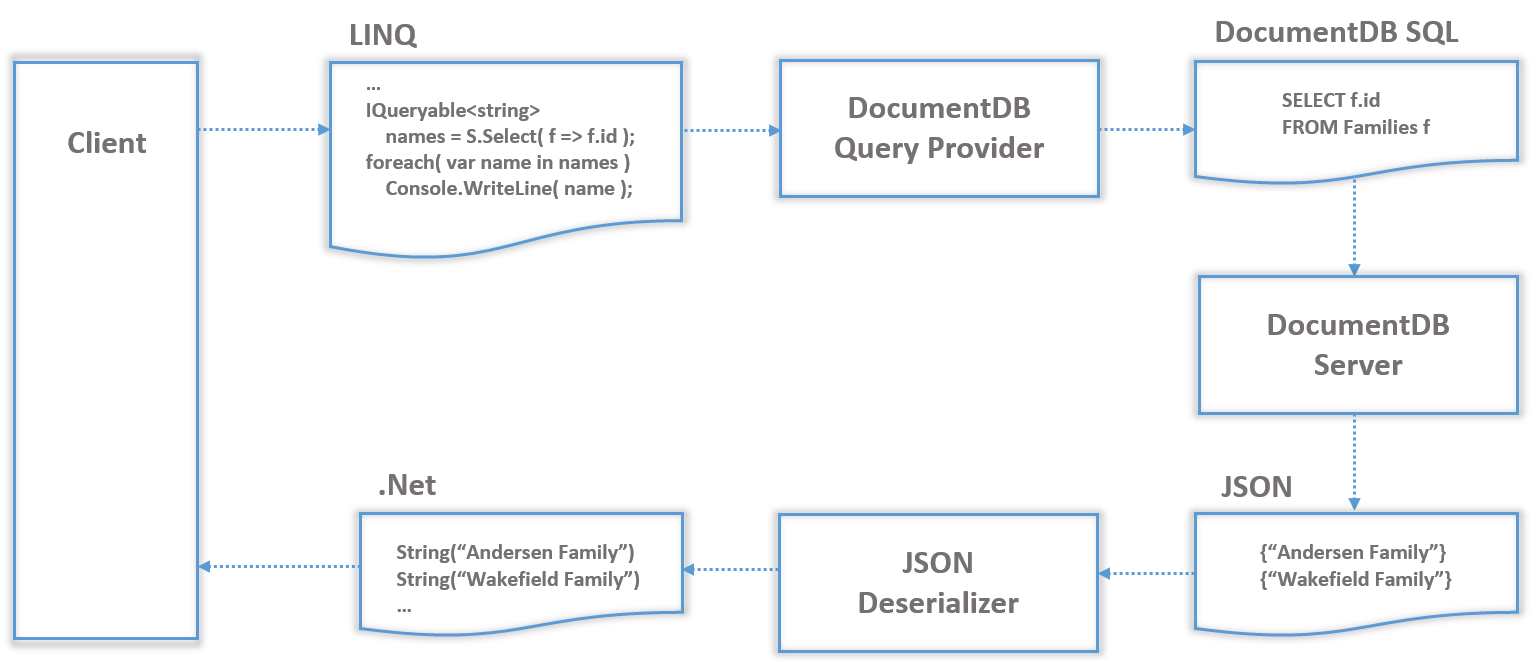 LINQ
DocumentDB SQL
Client
...
IQueryable<string>
names = S.Select( f => f.id );
foreach( var name in names )
Console.WriteLine( name );
DocumentDB
Query Provider
SELECT f.id
FROM Families f
DocumentDB
Server
.Net
JSON
String(“Andersen Family”)
String(“Wakefield Family”)
...
JSON
Deserializer
{“Andersen Family”}
{“Wakefield Family”}